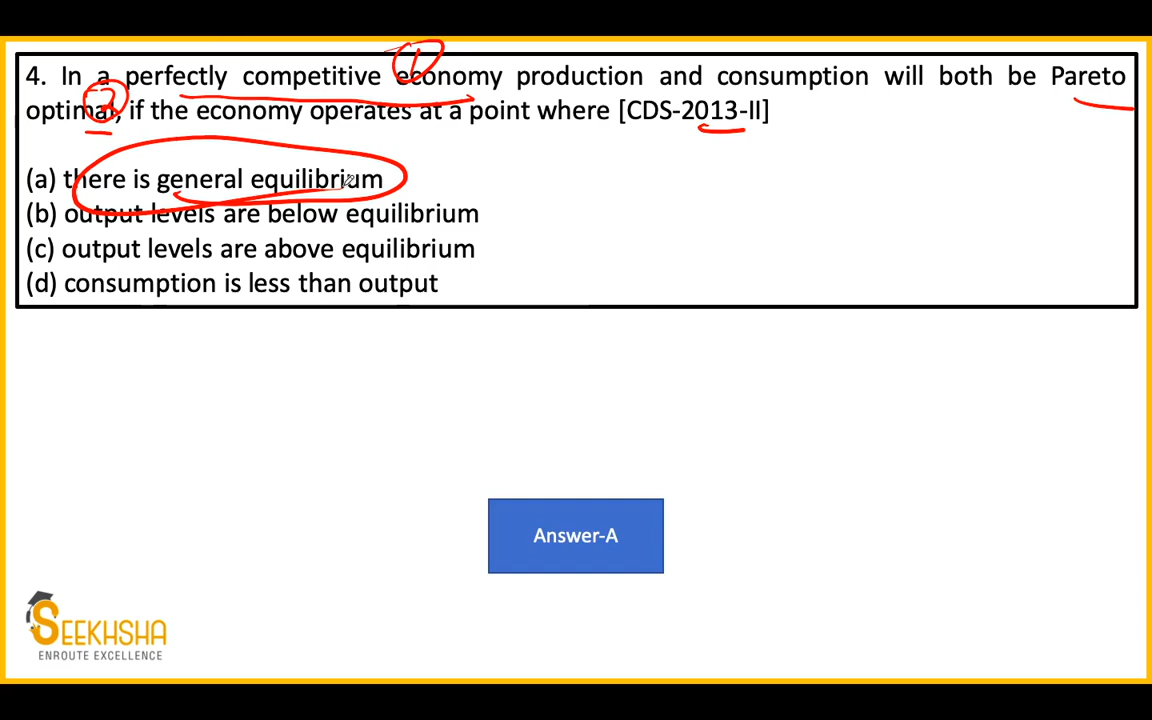 4. In a perfectly competitive economy production and consumption will both be Pareto
optimal, if the economy operates at a point where [CDS-2013-II]
(a) there is general equilibrium
(b) output levels are below equilibrium
(c) output levels are above equilibrium
(d) consumption is less than output
1
2
Answer-A
SEEKHSHA
ENROUTE EXCELLENCE